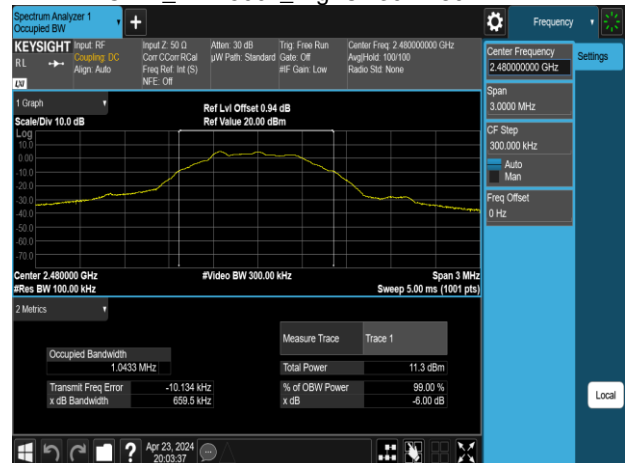 Spectrum Analyzer 1
Occupied BW
Frequency
KEYSIGHT
RL
LXI
Input: RF
Coupling: DC
Align: Auto
Input Z: 50 Ω
Corr CCorr RCal
Freq Ref: Int (S)
NFE: Off
Atten: 30 dB
µW Path: Standard
Trig: Free Run
Gate: Off
#IF Gain: Low
Center Freq: 2.480000000 GHz
Avg|Hold: 100/100
Radio Std: None
Center Frequency
2.480000000 GHz
Settings
Span
3.0000 MHz
CF Step
300.000 kHz
Auto
Man
Freq Offset
0 Hz
Local
1 Graph
Scale/Div 10.0 dB
Ref Lvl Offset 0.94 dB
Ref Value 20.00 dBm
Log
10.0
0.00
-10.0
-20.0
-30.0
-40.0
-50.0
-60.0
-70.0
Center 2.480000 GHz
#Res BW 100.00 kHz
#Video BW 300.00 kHz
Span 3 MHz
Sweep 5.00 ms (1001 pts)
2 Metrics
Measure Trace Trace 1
Occupied Bandwidth
1.0433 MHz
Total Power 11.3 dBm
Transmit Freq Error -10.134 kHz
% of OBW Power 99.00 %
x dB Bandwidth 659.5 kHz
x dB -6.00 dB
Apr 23, 2024
20:03:37